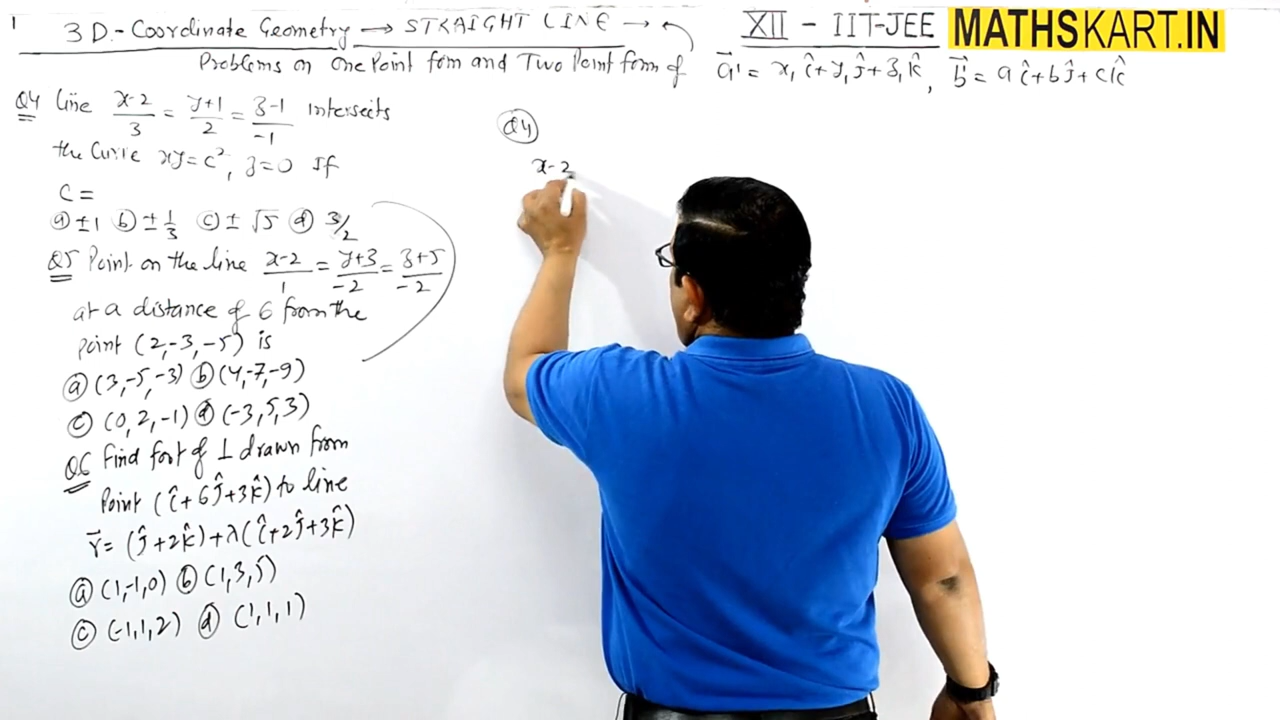 1
3D.-Coordinate Geometry → STRAIGHT LINE →
XII - IIT-JEE
MATHSKART.IN
Problems on one Point form and Two Point form of a⃗ = x₁î+y₁ĵ+z₁k̂, b⃗ = aî+bĵ+ck̂
Q4 Line (x-2)/3 = (y+1)/2 = (z-1)/-1 intersects
the Curve xy=c², z=0 If
C=
(a) ±1 (b) ±1/3 (c) ±√5 (d) 3/2
Q5 Point on the line (x-2)/1 = (y+3)/-2 = (z+5)/-2
at a distance of 6 from the
point (2,-3,-5) is
(a) (3,-5,-3) (b) (4,-7,-9)
(c) (0,2,-1) (d) (-3,5,3)
Q6 Find foot of ⊥ drawn from
Point (î+6ĵ+3k̂) to line
r⃗ = (ĵ+2k̂)+λ(î+2ĵ+3k̂)
(a) (1,-1,0) (b) (1,3,5)
(c) (-1,1,2) (d) (1,1,1)
Q4
x-2